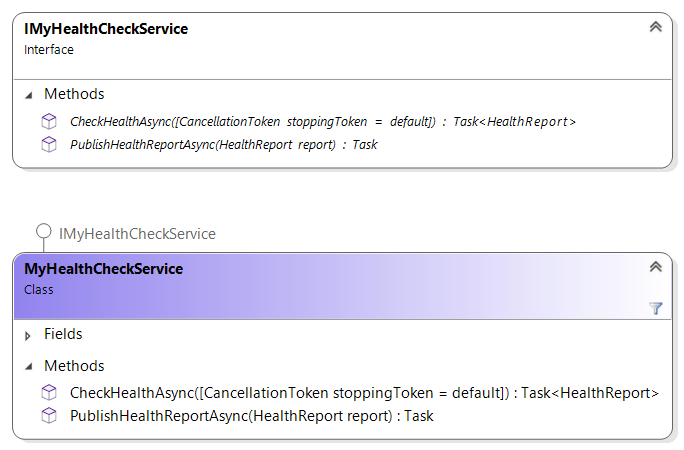 IMyHealthCheckService
Interface
Methods
CheckHealthAsync([CancellationToken stoppingToken = default]) : Task<HealthReport>
PublishHealthReportAsync(HealthReport report) : Task
IMyHealthCheckService
MyHealthCheckService
Class
Fields
Methods
CheckHealthAsync([CancellationToken stoppingToken = default]) : Task<HealthReport>
PublishHealthReportAsync(HealthReport report) : Task